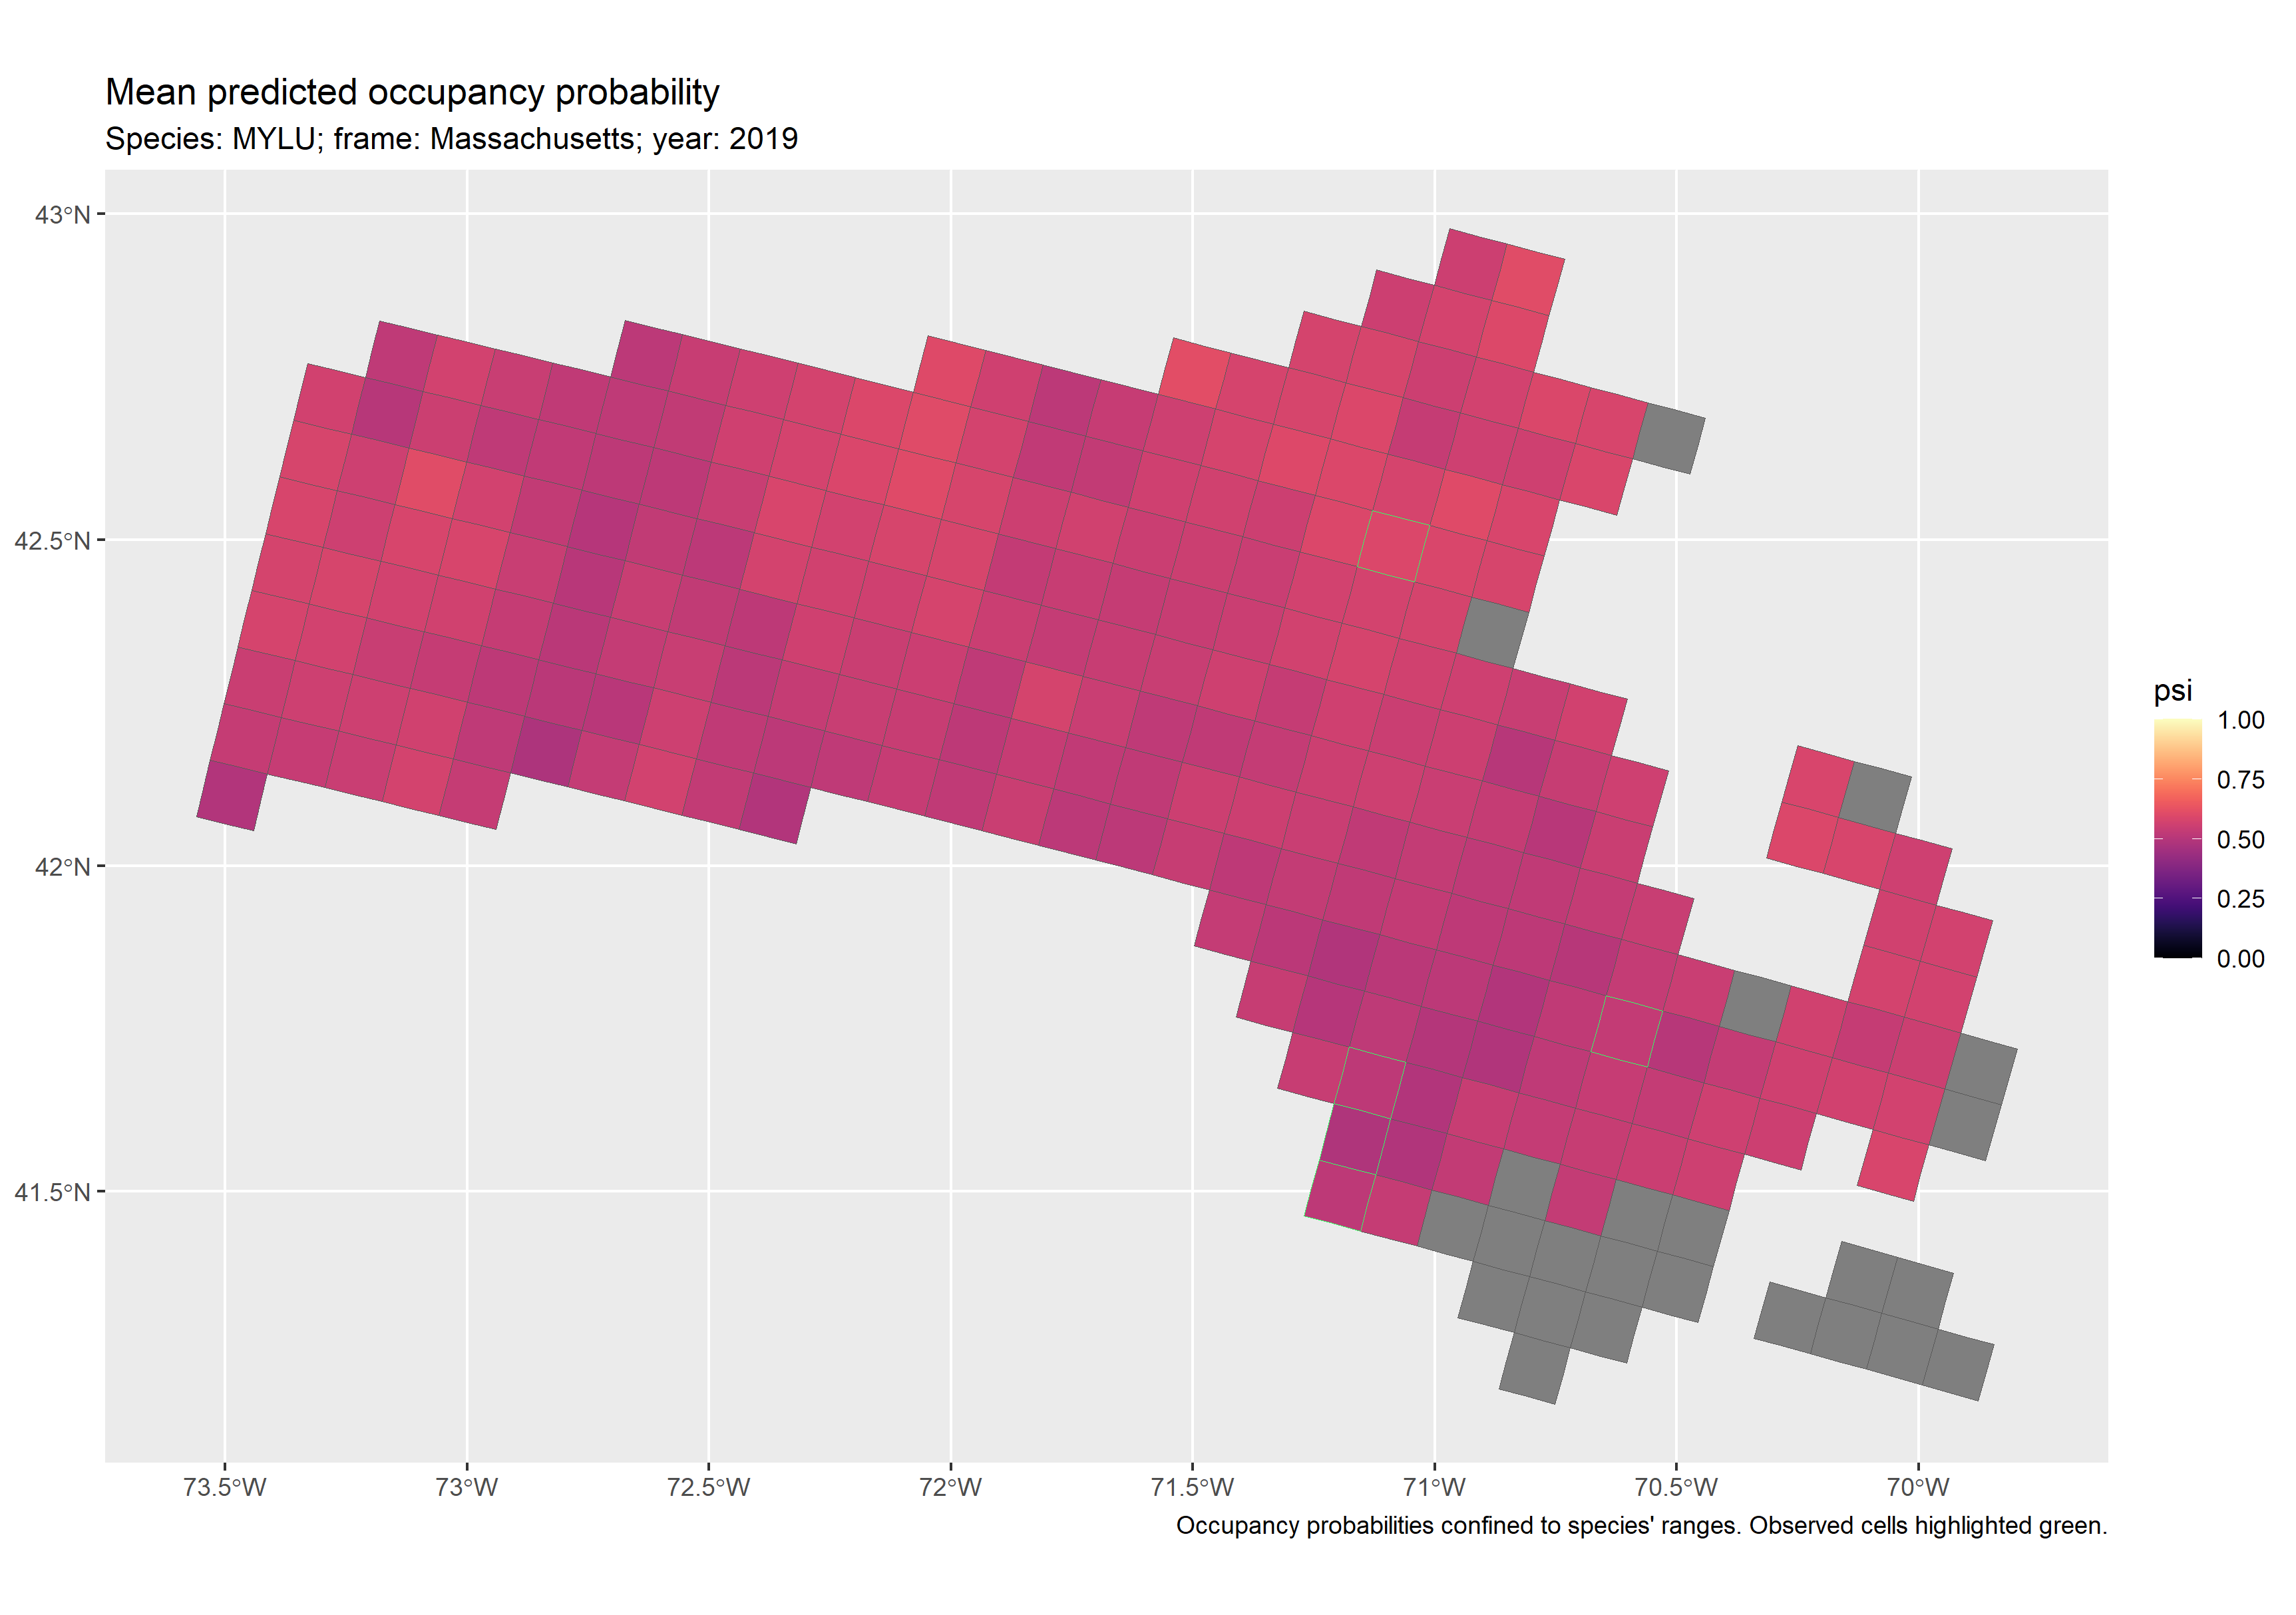 Mean predicted occupancy probability
Species: MYLU; frame: Massachusetts; year: 2019
43°N
42.5°N
42°N
41.5°N
73.5°W
73°W
72.5°W
72°W
71.5°W
71°W
70.5°W
70°W
psi
1.00
0.75
0.50
0.25
0.00
Occupancy probabilities confined to species' ranges. Observed cells highlighted green.